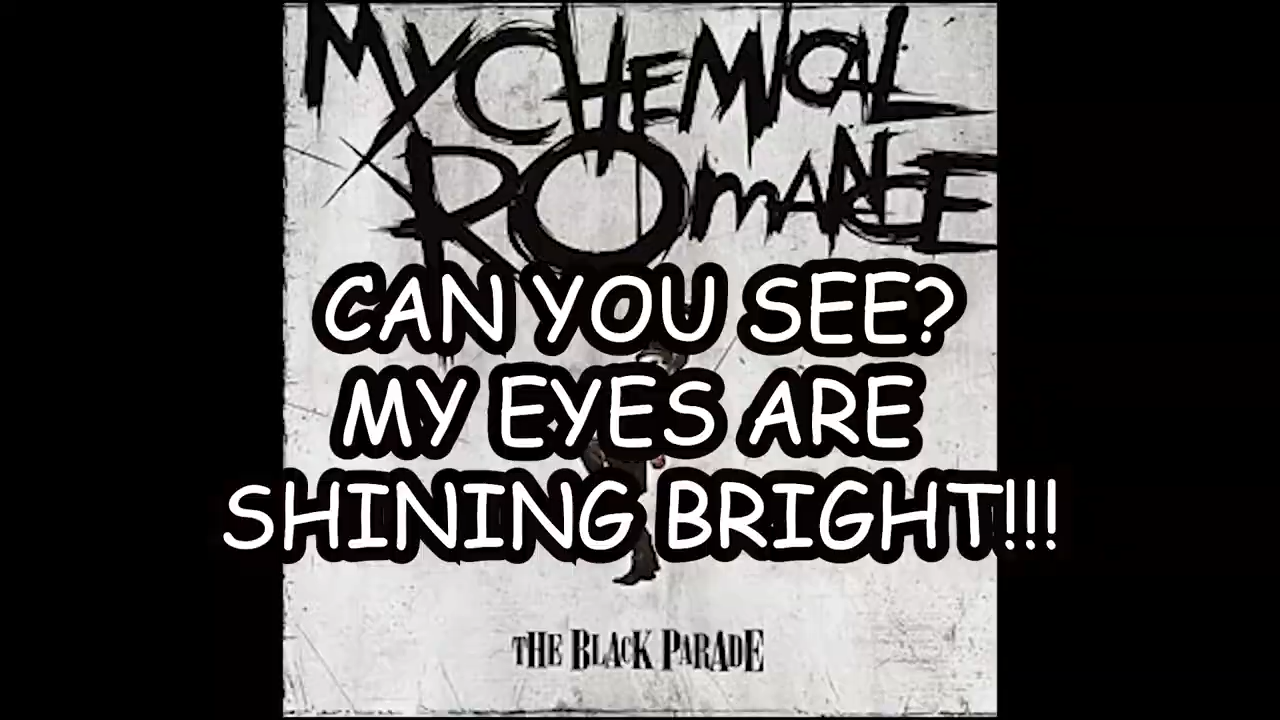 MY CHEMICAL
ROMANCE
CAN YOU SEE?
MY EYES ARE
SHINING BRIGHT!!!
THE BLACK PARADE